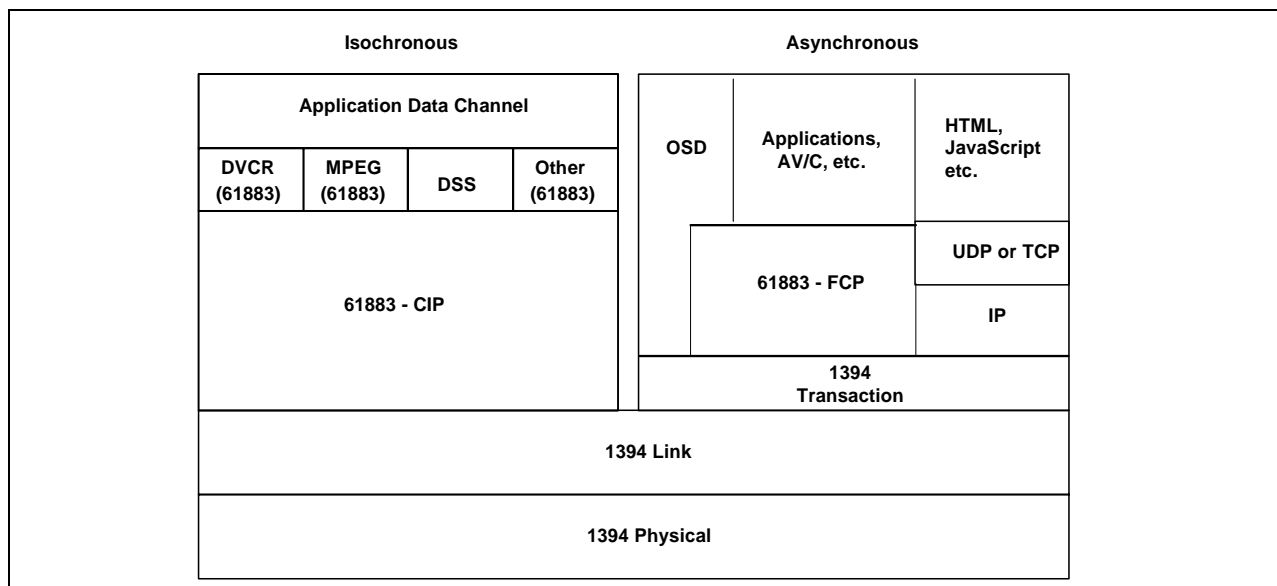 Isochronous
Asynchronous
Application Data Channel
DVCR
(61883)
MPEG
(61883)
DSS
Other
(61883)
61883 - CIP
OSD
Applications,
AV/C, etc.
HTML,
JavaScript
etc.
61883 - FCP
UDP or TCP
IP
1394
Transaction
1394 Link
1394 Physical